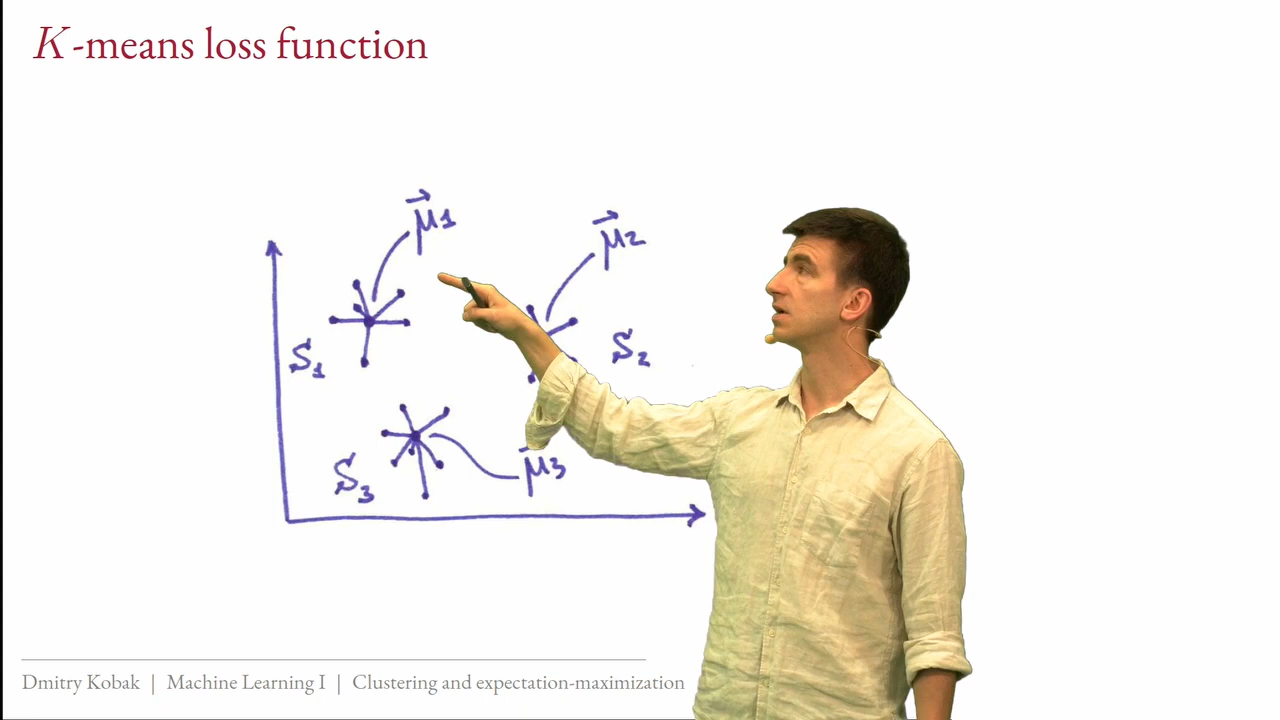 K-means loss function
μ1
μ2
S1
S2
S3
μ3
Dmitry Kobak | Machine Learning I | Clustering and expectation-maximization